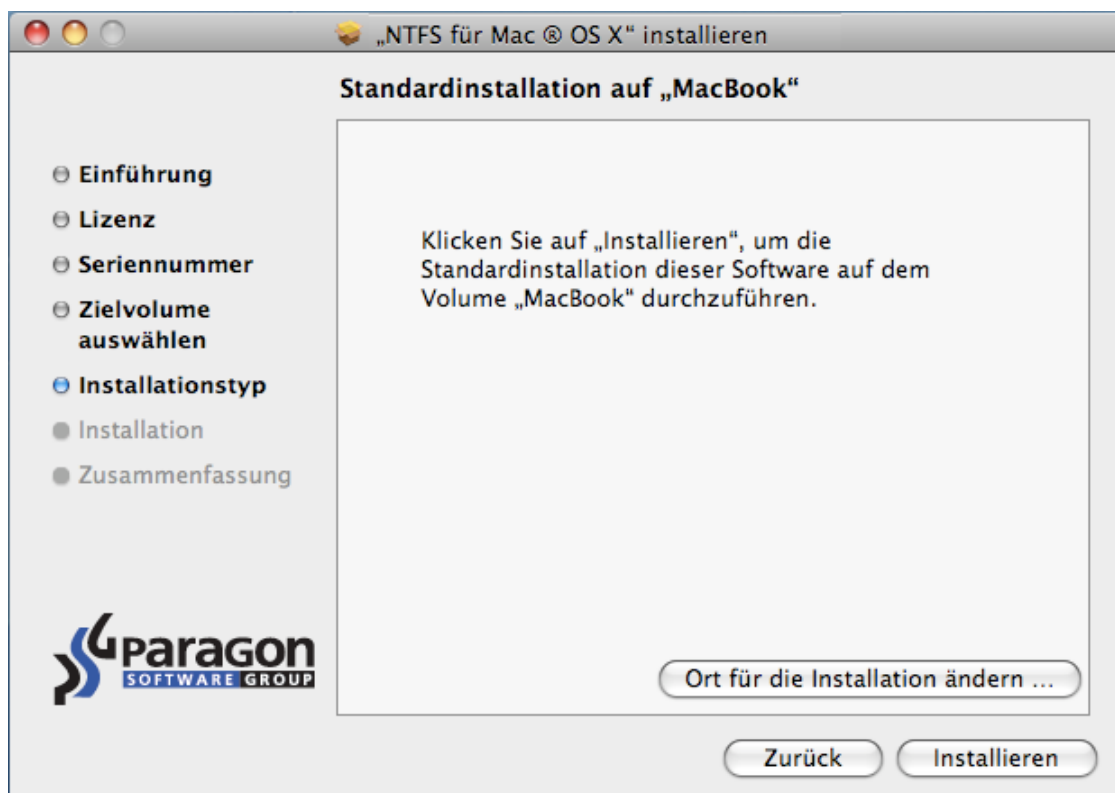 „NTFS für Mac ® OS X“ installieren
Standardinstallation auf „MacBook“
Einführung
Lizenz
Seriennummer
Zielvolume
auswählen
Installationstyp
Installation
Zusammenfassung
Klicken Sie auf „Installieren“, um die
Standardinstallation dieser Software auf dem
Volume „MacBook“ durchzuführen.
Paragon
SOFTWARE GROUP
Ort für die Installation ändern ...
Zurück
Installieren